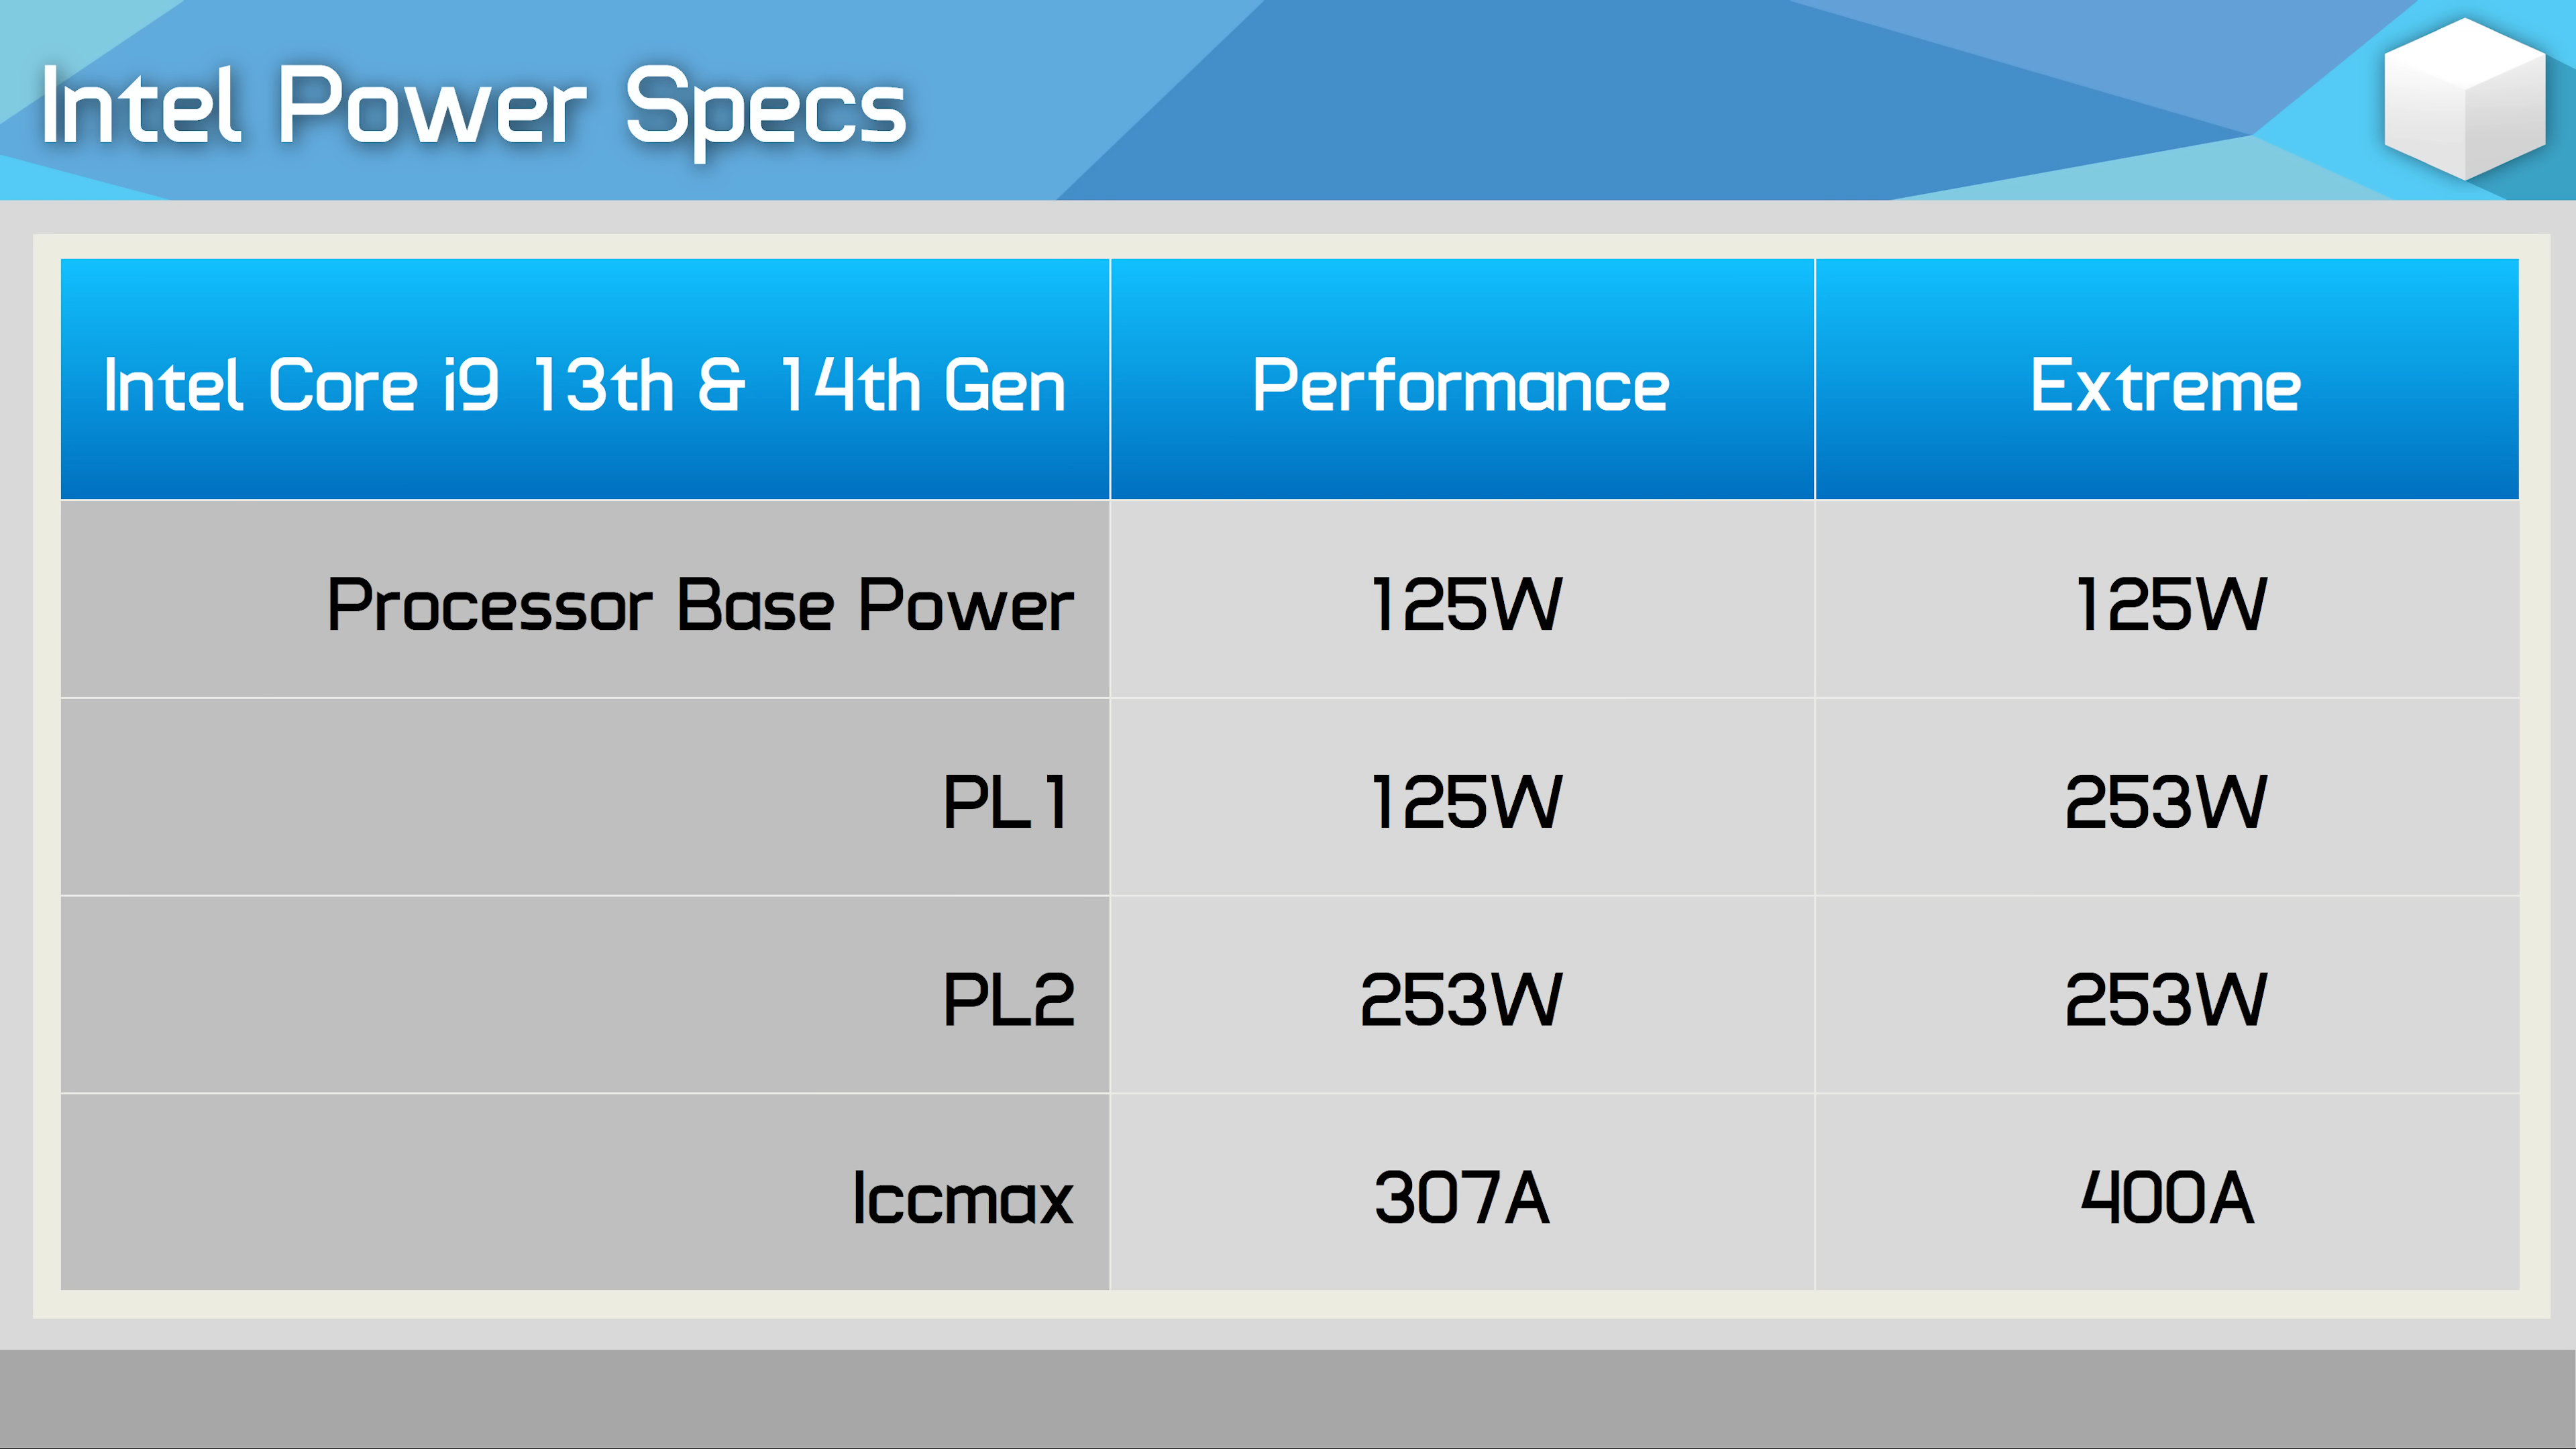 Intel Power Specs
Intel Core i9 13th & 14th Gen Performance Extreme
Processor Base Power 125W 125W
PL1 125W 253W
PL2 253W 253W
Iccmax 307A 400A